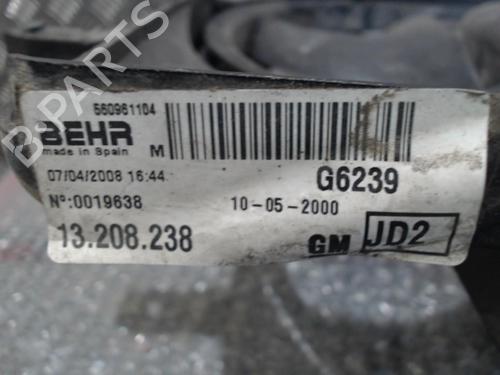 B-Parts
560961104
BEHR
made in Spain M
07/04/2008 16:44 G6239
Nº:0019638 10-05-2000
13.208.238 GM JD2